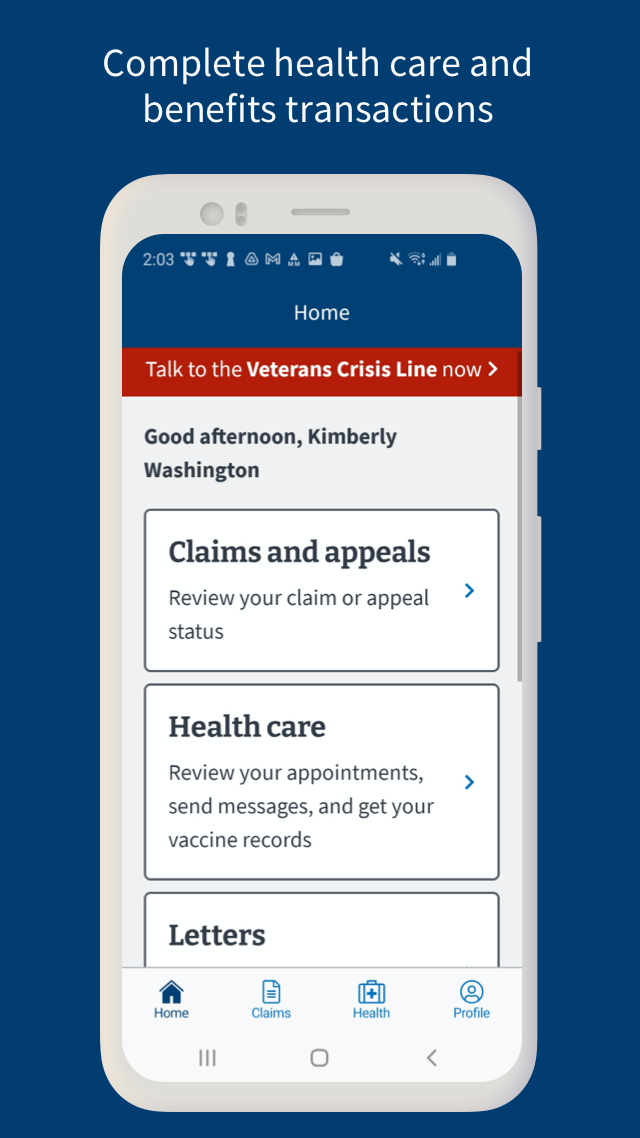 Complete health care and
benefits transactions
2:03
Home
Talk to the Veterans Crisis Line now
Good afternoon, Kimberly
Washington
Claims and appeals
Review your claim or appeal
status
Health care
Review your appointments,
send messages, and get your
vaccine records
Letters
Home Claims Health Profile